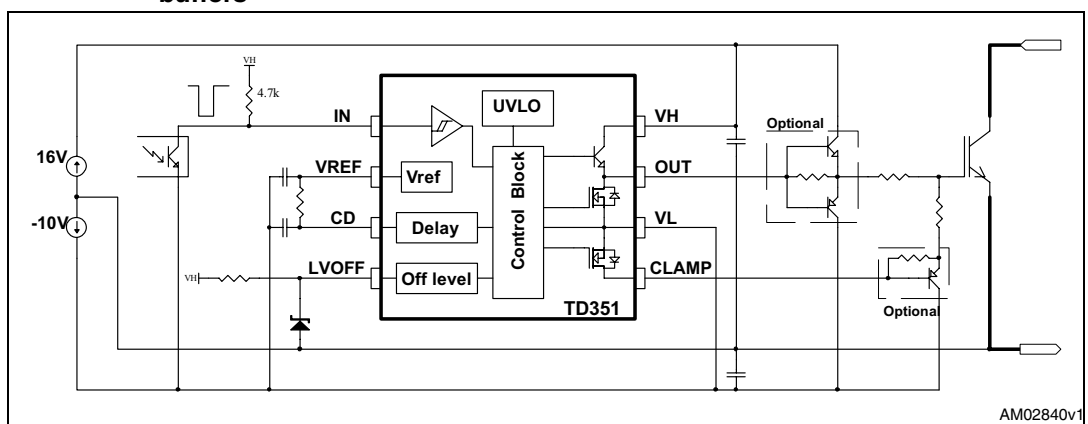 buffers
VH
4.7k
UVLO
IN
VH
Optional
16V
VREF
Vref
OUT
Control Block
-10V
CD
Delay
VL
VH
LVOFF
Off level
CLAMP
TD351
Optional
AM02840v1